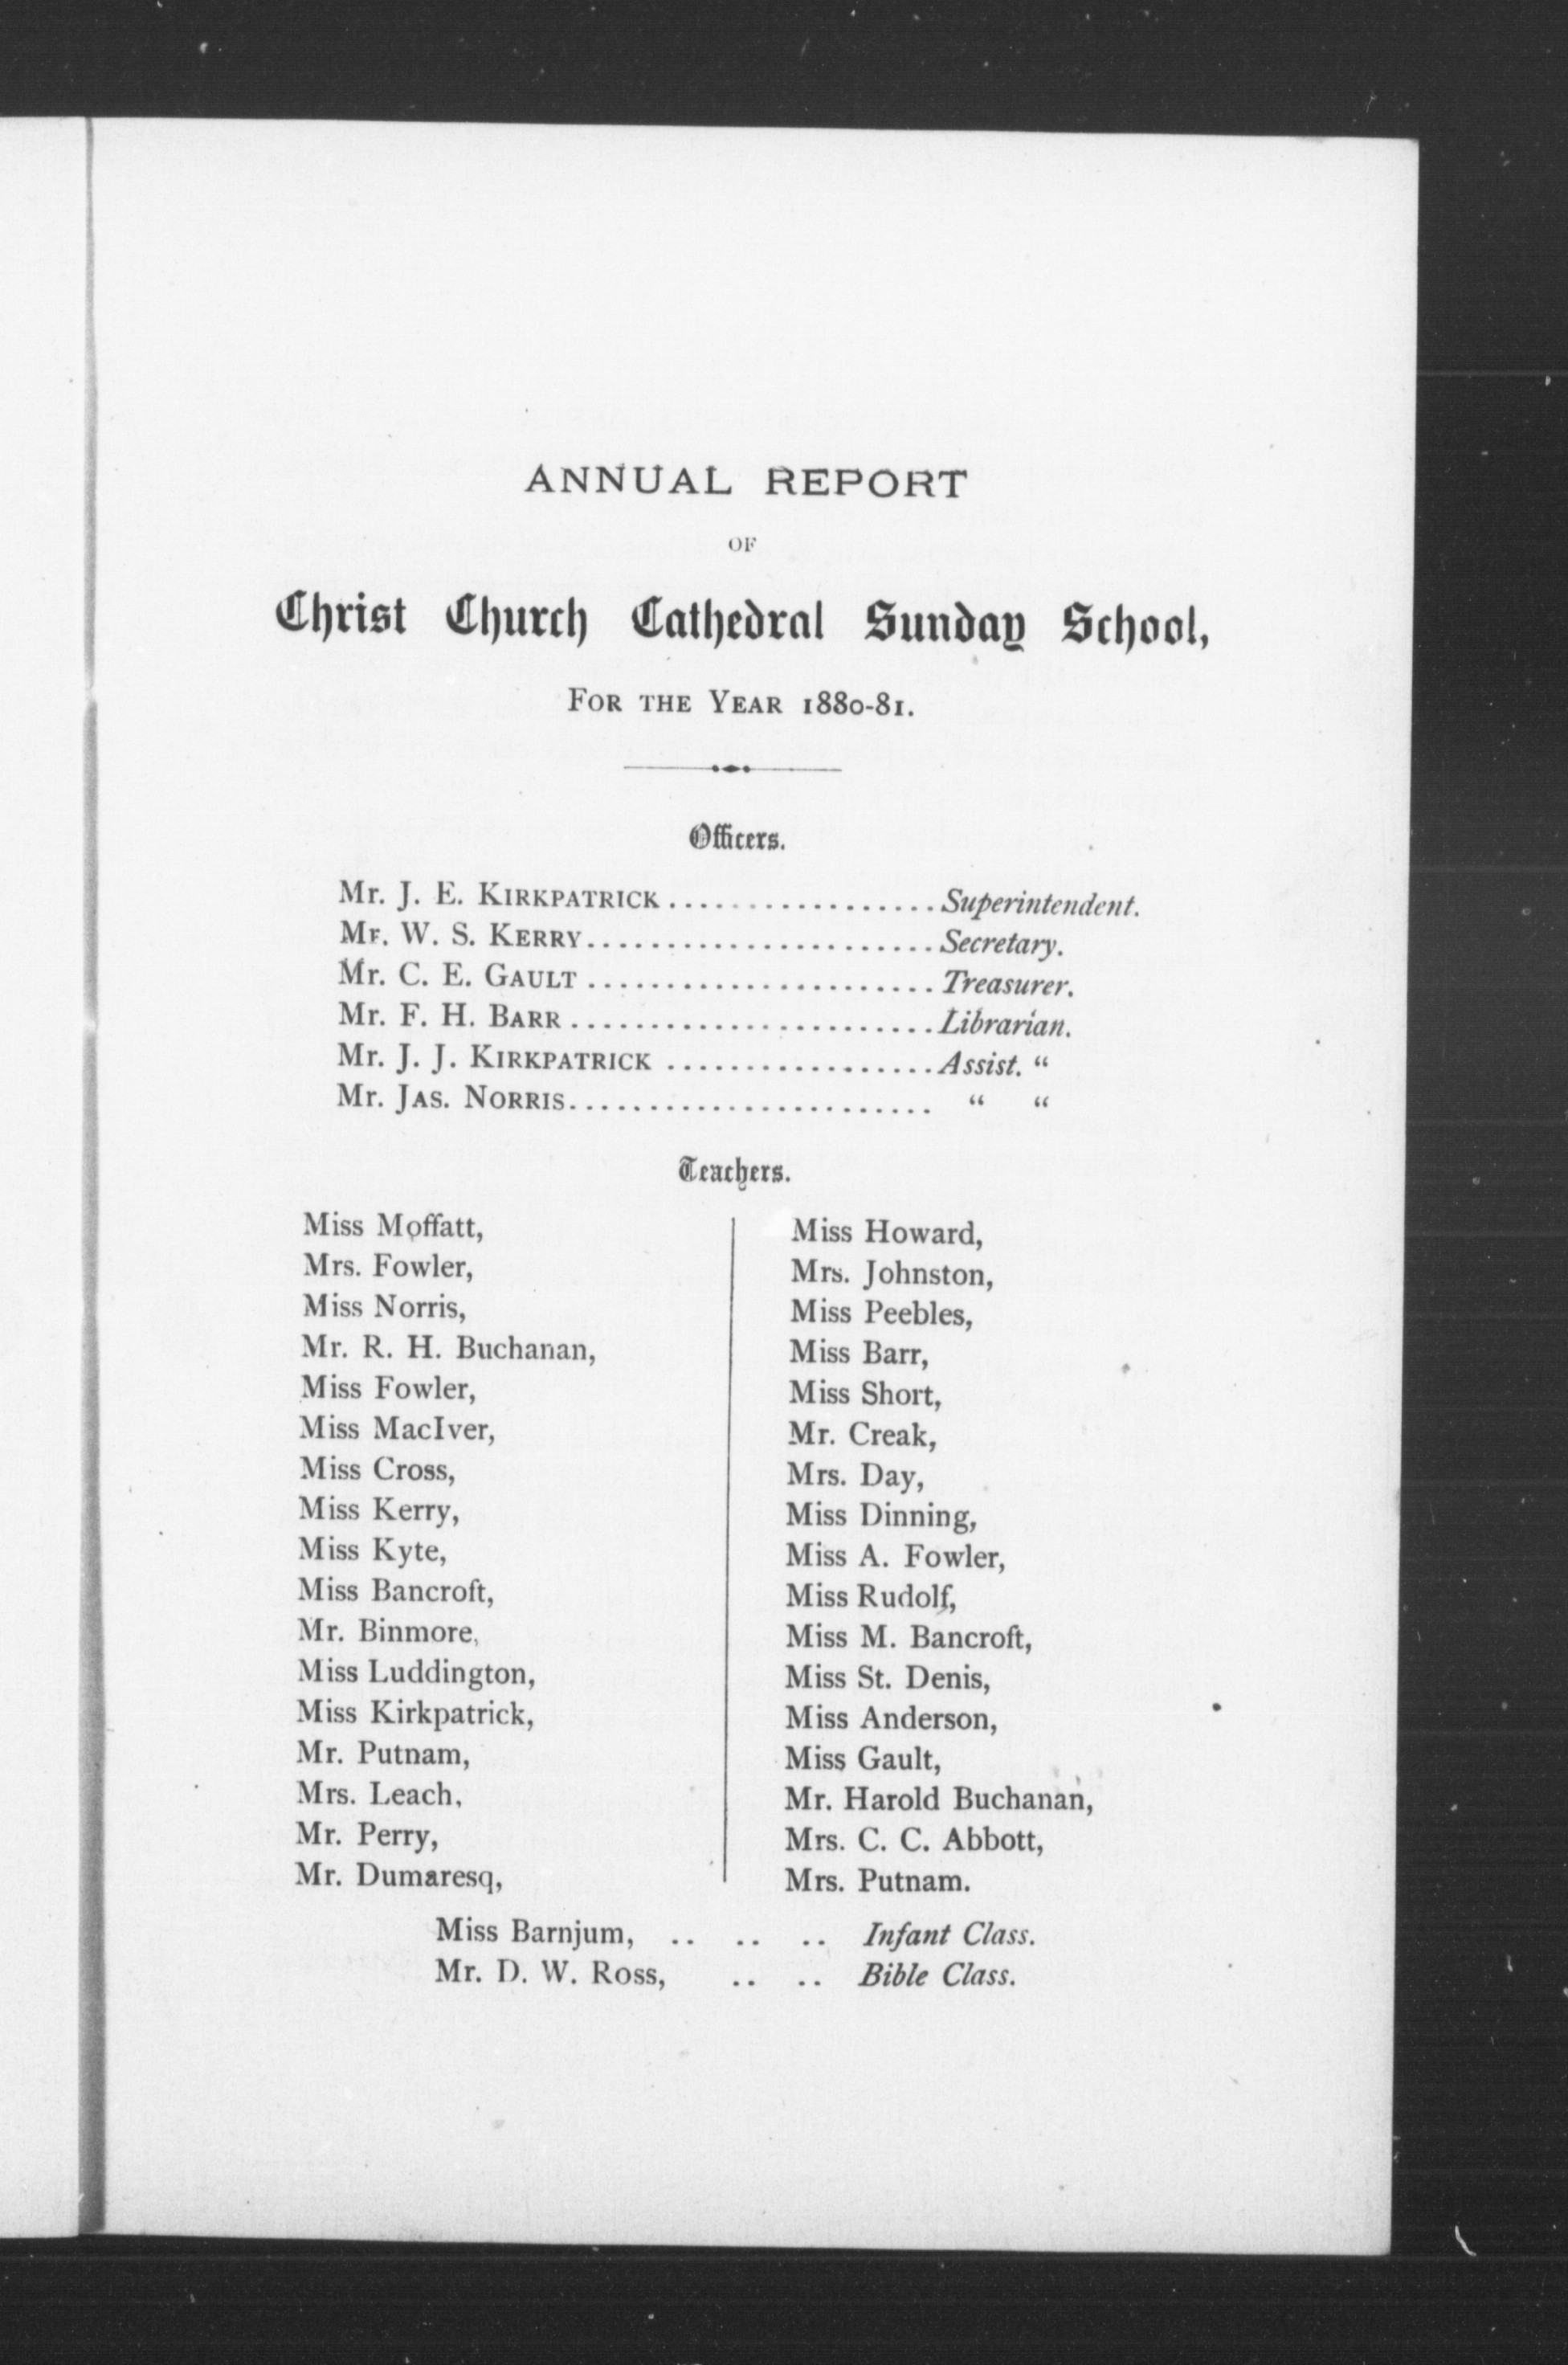 ANNUAL REPORT
OF
Christ Church Cathedral Sunday School,
FOR THE YEAR 1880-81.
Officers.
Mr. J. E. KIRKPATRICK.................Superintendent.
Mr. W. S. KERRY......................Secretary.
Mr. C. E. GAULT......................Treasurer.
Mr. F. H. BARR.......................Librarian.
Mr. J. J. KIRKPATRICK.................Assist. “
Mr. JAS. NORRIS....................... “ “
Teachers.
Miss Moffatt,
Mrs. Fowler,
Miss Norris,
Mr. R. H. Buchanan,
Miss Fowler,
Miss MacIver,
Miss Cross,
Miss Kerry,
Miss Kyte,
Miss Bancroft,
Mr. Binmore,
Miss Luddington,
Miss Kirkpatrick,
Mr. Putnam,
Mrs. Leach,
Mr. Perry,
Mr. Dumaresq,
Miss Howard,
Mrs. Johnston,
Miss Peebles,
Miss Barr,
Miss Short,
Mr. Creak,
Mrs. Day,
Miss Dinning,
Miss A. Fowler,
Miss Rudolf,
Miss M. Bancroft,
Miss St. Denis,
Miss Anderson,
Miss Gault,
Mr. Harold Buchanan,
Mrs. C. C. Abbott,
Mrs. Putnam.
Miss Barnjum, .. .. .. Infant Class.
Mr. D. W. Ross, .. .. Bible Class.